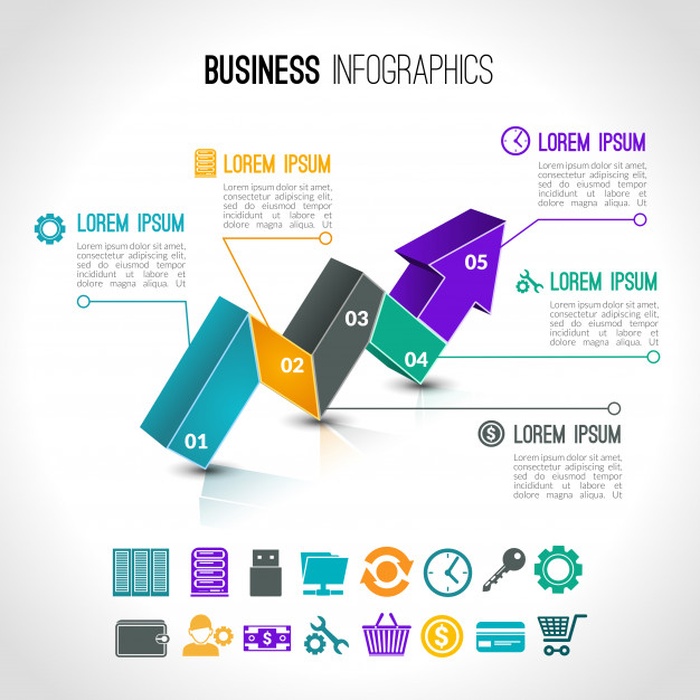 BUSINESS INFOGRAPHICS
LOREM IPSUM
Lorem ipsum dolor sit amet,
consectetur adipiscing elit,
sed do eiusmod tempor
incididunt ut labore et
dolore magna aliqua. Ut
LOREM IPSUM
Lorem ipsum dolor sit amet,
consectetur adipiscing elit,
sed do eiusmod tempor
incididunt ut labore et
dolore magna aliqua. Ut
LOREM IPSUM
Lorem ipsum dolor sit amet,
consectetur adipiscing elit,
sed do eiusmod tempor
incididunt ut labore et
dolore magna aliqua. Ut
05
LOREM IPSUM
Lorem ipsum dolor sit amet,
consectetur adipiscing elit,
sed do eiusmod tempor
incididunt ut labore et
dolore magna aliqua. Ut
03
04
02
01
$
LOREM IPSUM
Lorem ipsum dolor sit amet,
consectetur adipiscing elit,
sed do eiusmod tempor
incididunt ut labore et
dolore magna aliqua. Ut
$
$